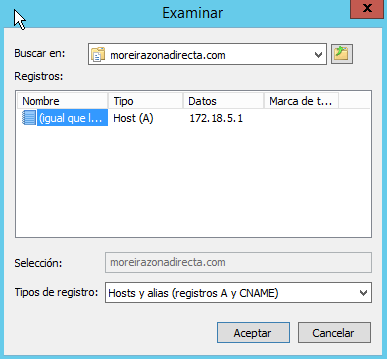 Examinar
Buscar en: moreirazonadirecta.com
Registros:
Nombre Tipo Datos Marca de t...
(igual que l... Host (A) 172.18.5.1
Selección: moreirazonadirecta.com
Tipos de registro: Hosts y alias (registros A y CNAME)
Aceptar Cancelar